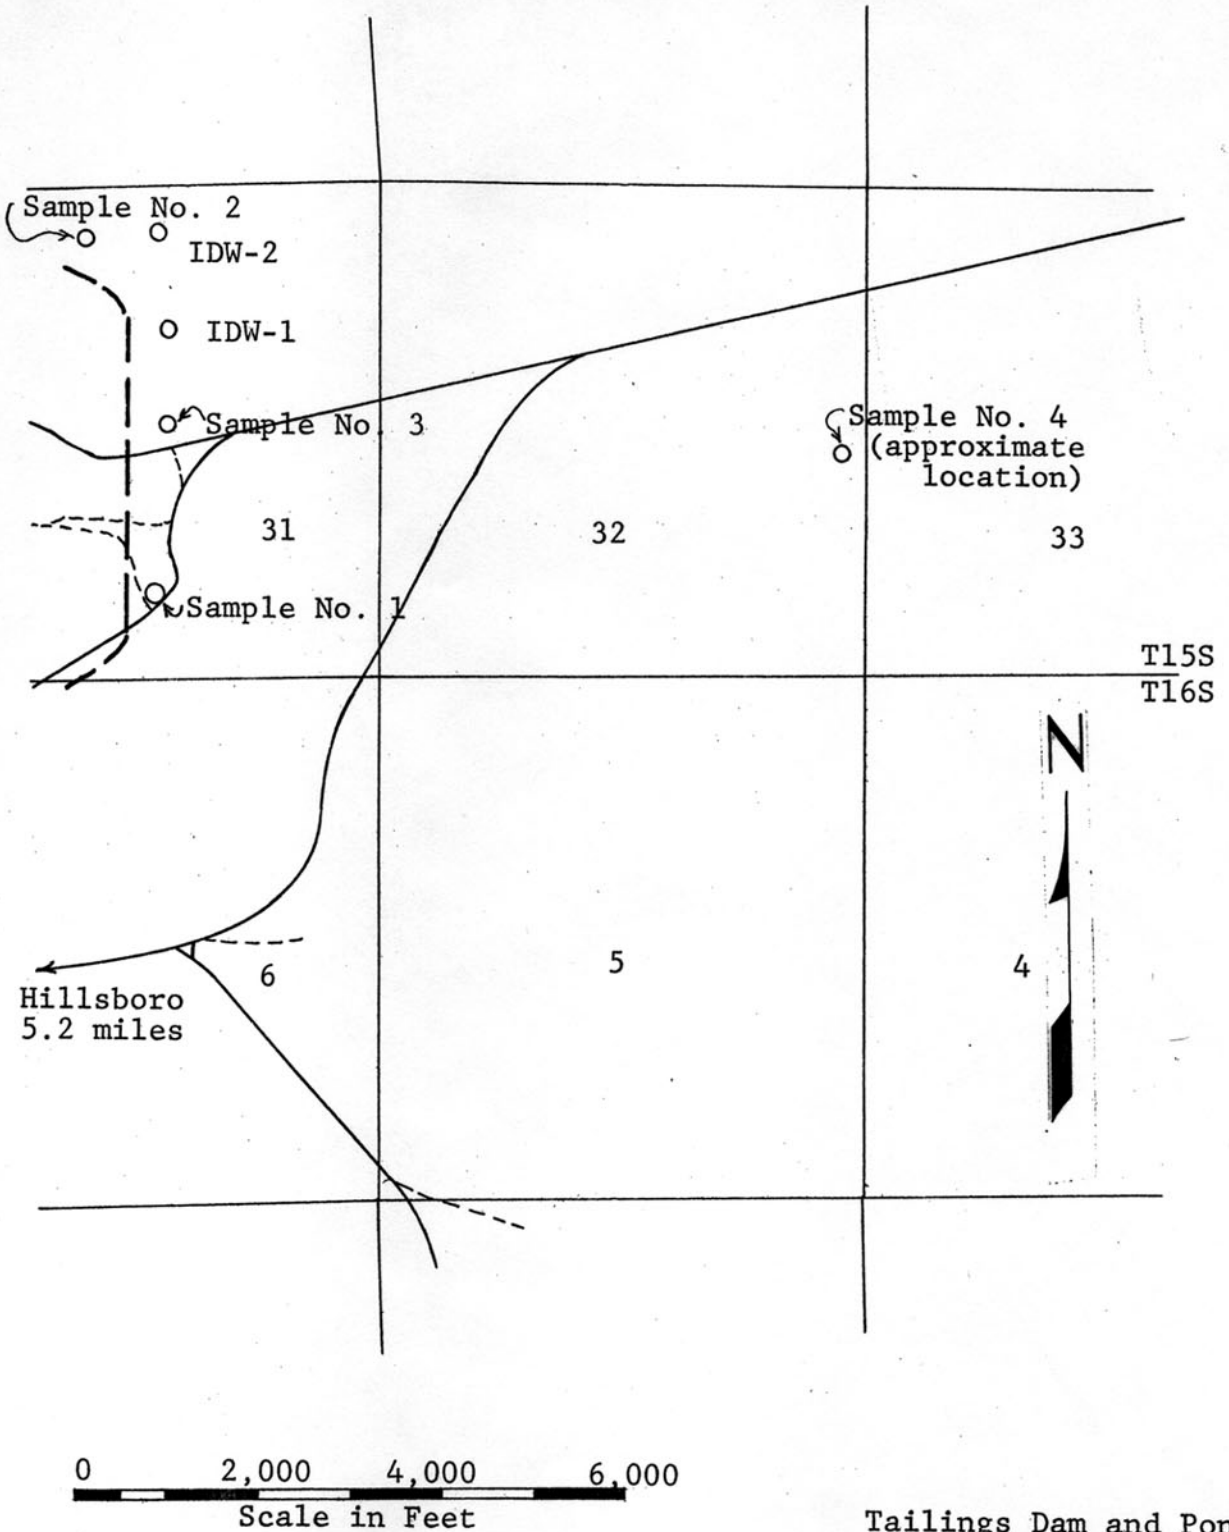 Sample No. 2
IDW-2
IDW-1
Sample No. 3
Sample No. 4
(approximate
location)
31
32
33
Sample No. 1
T15S
T16S
N
6
5
4
Hillsboro
5.2 miles
0 2,000 4,000 6,000
Scale in Feet
Tailings Dam and